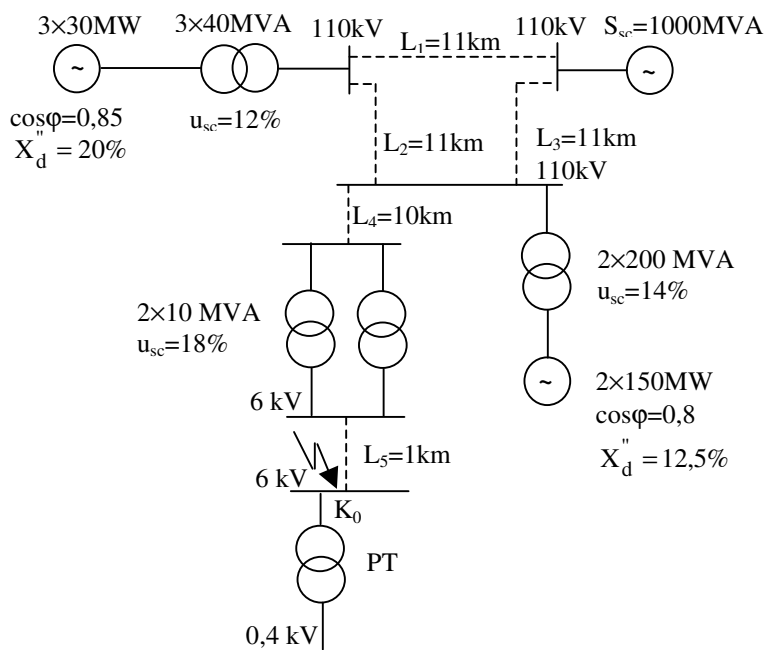 3×30MW
3×40MVA
110kV
L₁=11km
110kV
S_sc=1000MVA
~
~
cosφ=0,85
X"_d = 20%
u_sc=12%
L₂=11km
L₃=11km
110kV
L₄=10km
2×10 MVA
u_sc=18%
2×200 MVA
u_sc=14%
~
6 kV
2×150MW
cosφ=0,8
X"_d = 12,5%
L₅=1km
6 kV
K₀
PT
0,4 kV